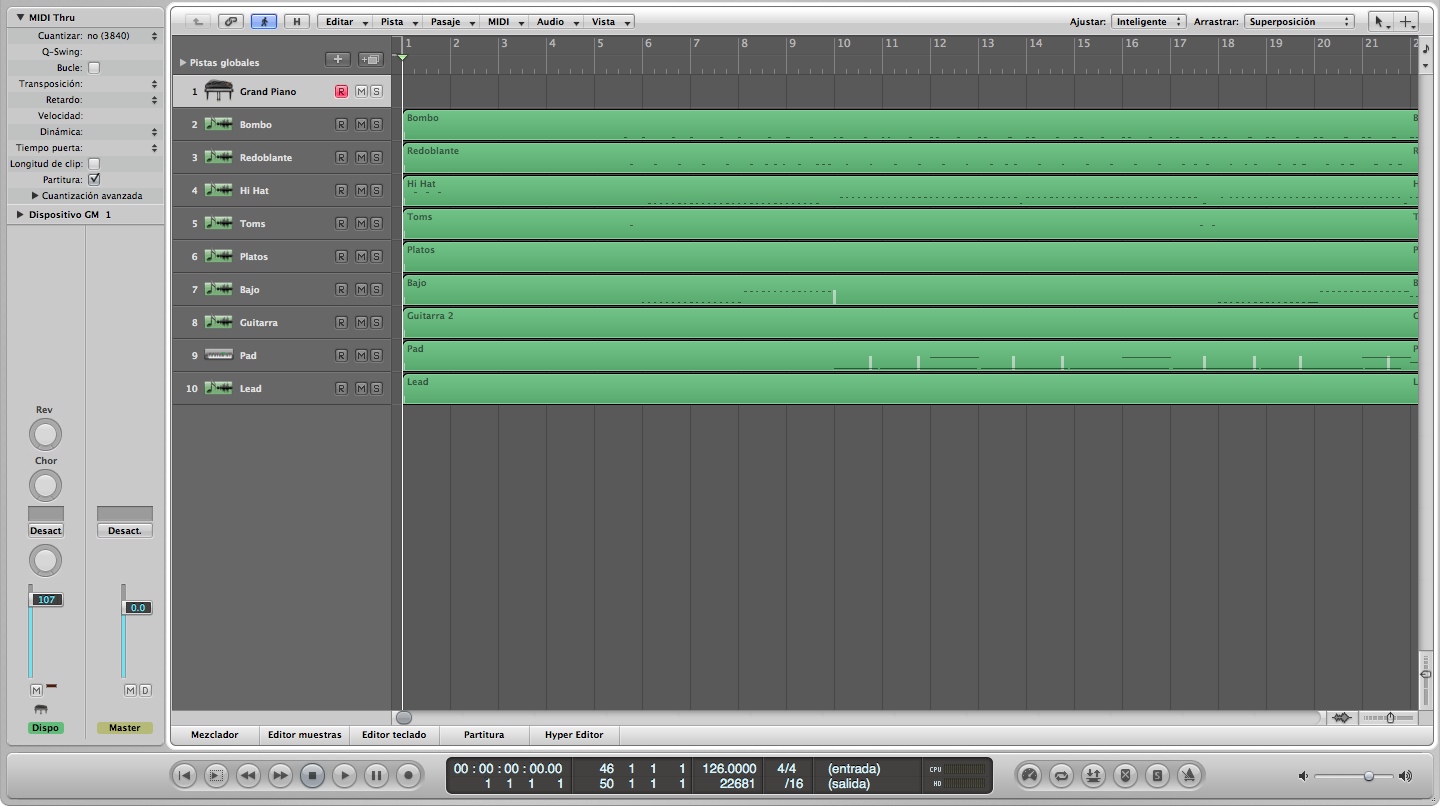 MIDI Thru
Cuantizar: no (3840)
Q-Swing:
Bucle:
Transposición:
Retardo:
Velocidad:
Dinámica:
Tiempo puerta:
Longitud de clip:
Partitura:
Cuantización avanzada
Dispositivo GM 1
Rev
Chor
Desact
Desact.
107
0.0
M
M D
Dispo
Master
H Editar Pista Pasaje MIDI Audio Vista Ajustar: Inteligente Arrastrar: Superposición
1 2 3 4 5 6 7 8 9 10 11 12 13 14 15 16 17 18 19 20 21 2
Pistas globales
1 Grand Piano R M S
2 Bombo R M S Bombo B
3 Redoblante R M S Redoblante R
4 Hi Hat R M S Hi Hat H
5 Toms R M S Toms T
6 Platos R M S Platos P
7 Bajo R M S Bajo B
8 Guitarra R M S Guitarra 2 G
9 Pad R M S Pad P
10 Lead R M S Lead L
Mezclador Editor muestras Editor teclado Partitura Hyper Editor
00 : 00 : 00 : 00.00 46 1 1 1 126.0000 4/4 (entrada) CPU
1 1 1 1 50 1 1 1 22681 /16 (salida) HD
S